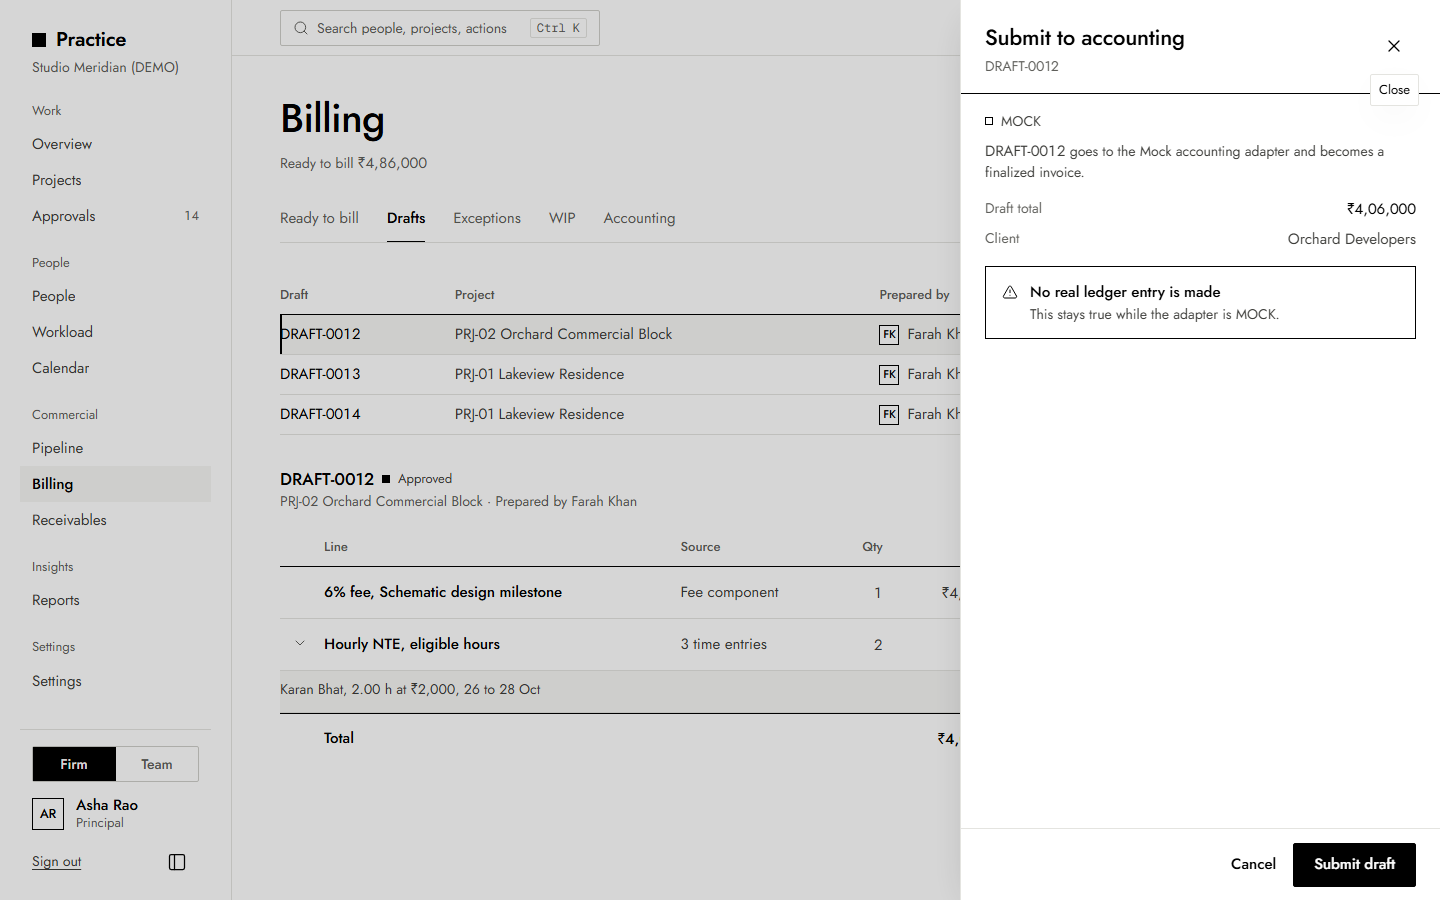 Practice
Studio Meridian (DEMO)
Work
Overview
Projects
Approvals 14
People
People
Workload
Calendar
Commercial
Pipeline
Billing
Receivables
Insights
Reports
Settings
Settings
Firm Team
AR
Asha Rao
Principal
Sign out
Search people, projects, actions Ctrl K
Billing
Ready to bill ₹4,86,000
Ready to bill Drafts Exceptions WIP Accounting
Draft Project Prepared by
DRAFT-0012 PRJ-02 Orchard Commercial Block FK Farah Kh
DRAFT-0013 PRJ-01 Lakeview Residence FK Farah Kh
DRAFT-0014 PRJ-01 Lakeview Residence FK Farah Kh
DRAFT-0012 Approved
PRJ-02 Orchard Commercial Block · Prepared by Farah Khan
Line Source Qty
6% fee, Schematic design milestone Fee component 1 ₹4,
Hourly NTE, eligible hours 3 time entries 2
Karan Bhat, 2.00 h at ₹2,000, 26 to 28 Oct
Total ₹4,
Submit to accounting
DRAFT-0012
Close
MOCK
DRAFT-0012 goes to the Mock accounting adapter and becomes a
finalized invoice.
Draft total ₹4,06,000
Client Orchard Developers
No real ledger entry is made
This stays true while the adapter is MOCK.
Cancel Submit draft